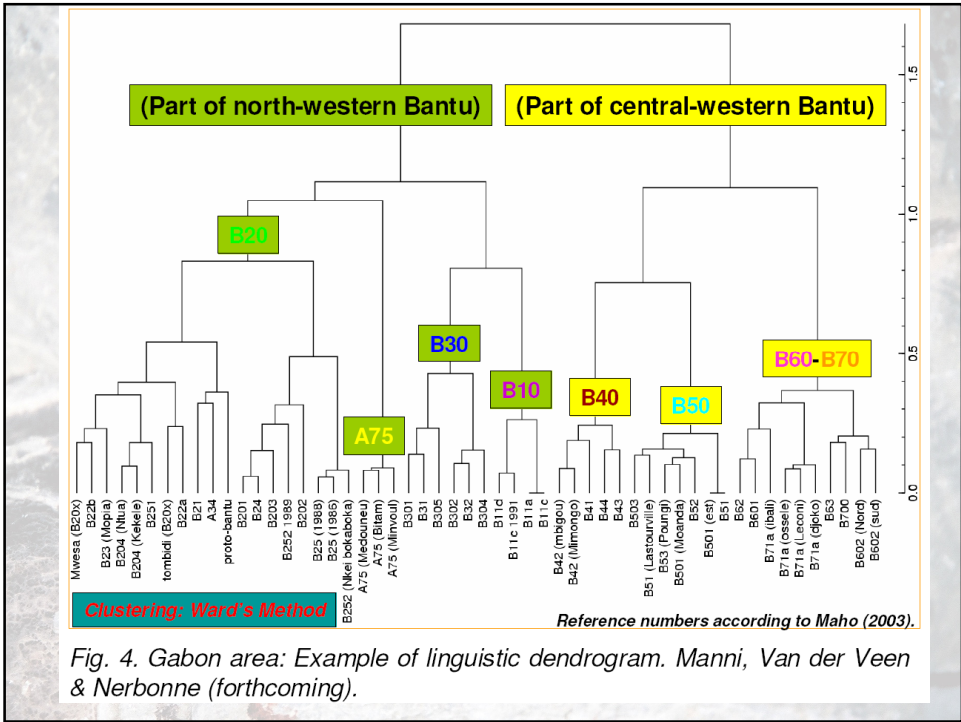 (Part of north-western Bantu)
(Part of central-western Bantu)
1.5
1.0
0.5
0.0
B20
B30
B10
A75
B40
B50
B60-B70
Mwesa (B20x)
B22b
B23 (Mopia)
B204 (Ntua)
B204 (Kekele)
B251
tombidi (B20x)
B22a
B21
A34
proto-bantu
B201
B24
B203
B252 1989
B202
B25 (1988)
B25 (1986)
B252 (Nkei bokaboka)
A75 (Medouneu)
A75 (Bitam)
A75 (Minvoul)
B301
B31
B305
B302
B32
B304
B11d
B11c 1991
B11a
B11c
B42 (mbigou)
B42 (Mimongo)
B41
B44
B43
B503
B51 (Lastourville)
B53 (Poungi)
B501 (Moanda)
B52
B501 (est)
B51
B62
B601
B71a (ibali)
B71a (ossele)
B71a (Leconi)
B71a (djoko)
B63
B700
B602 (Nord)
B602 (sud)
Clustering: Ward's Method
Reference numbers according to Maho (2003).
Fig. 4. Gabon area: Example of linguistic dendrogram. Manni, Van der Veen
& Nerbonne (forthcoming).